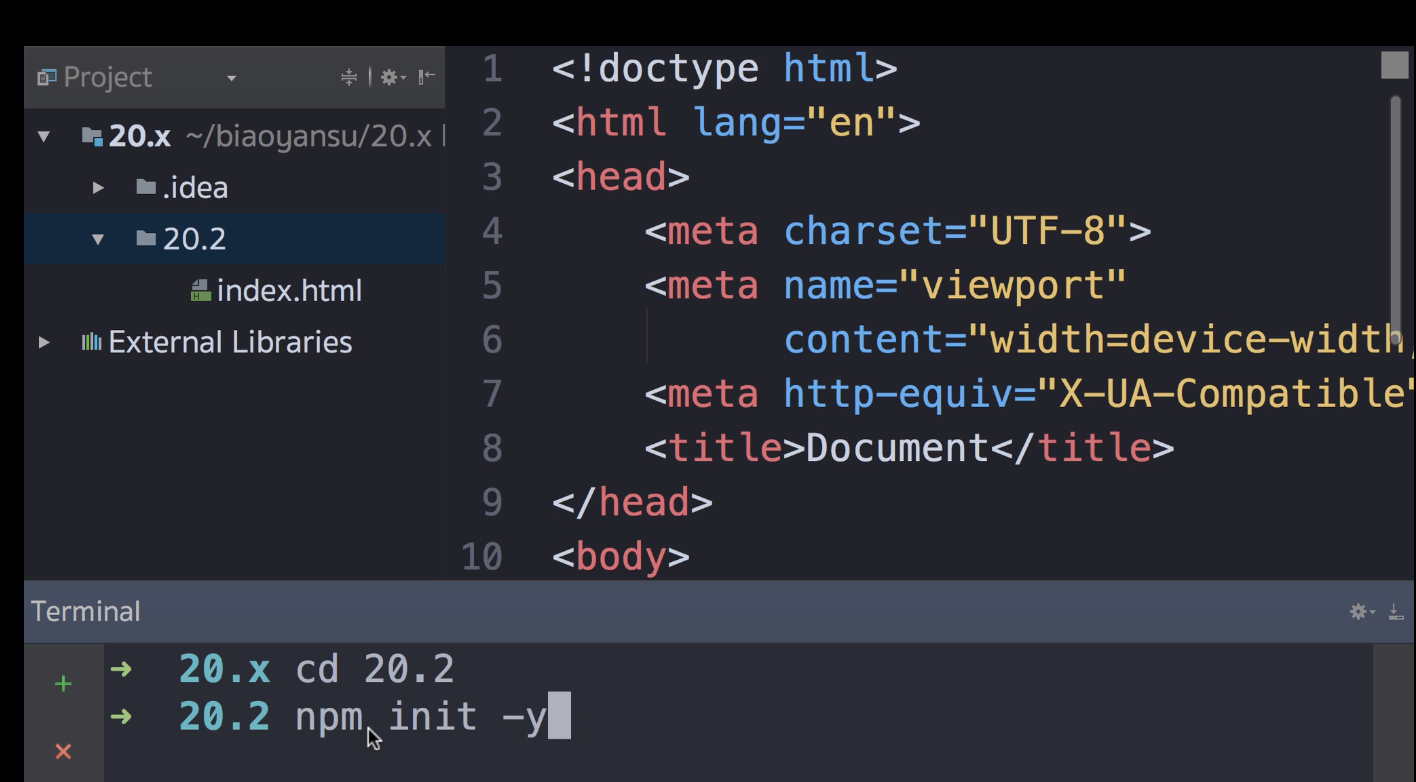 Project
20.x ~/biaoyansu/20.x
.idea
20.2
index.html
External Libraries
1 <!doctype html>
2 <html lang="en">
3 <head>
4 <meta charset="UTF-8">
5 <meta name="viewport"
6 content="width=device-width,
7 <meta http-equiv="X-UA-Compatible"
8 <title>Document</title>
9 </head>
10 <body>
Terminal
➜ 20.x cd 20.2
➜ 20.2 npm init -y